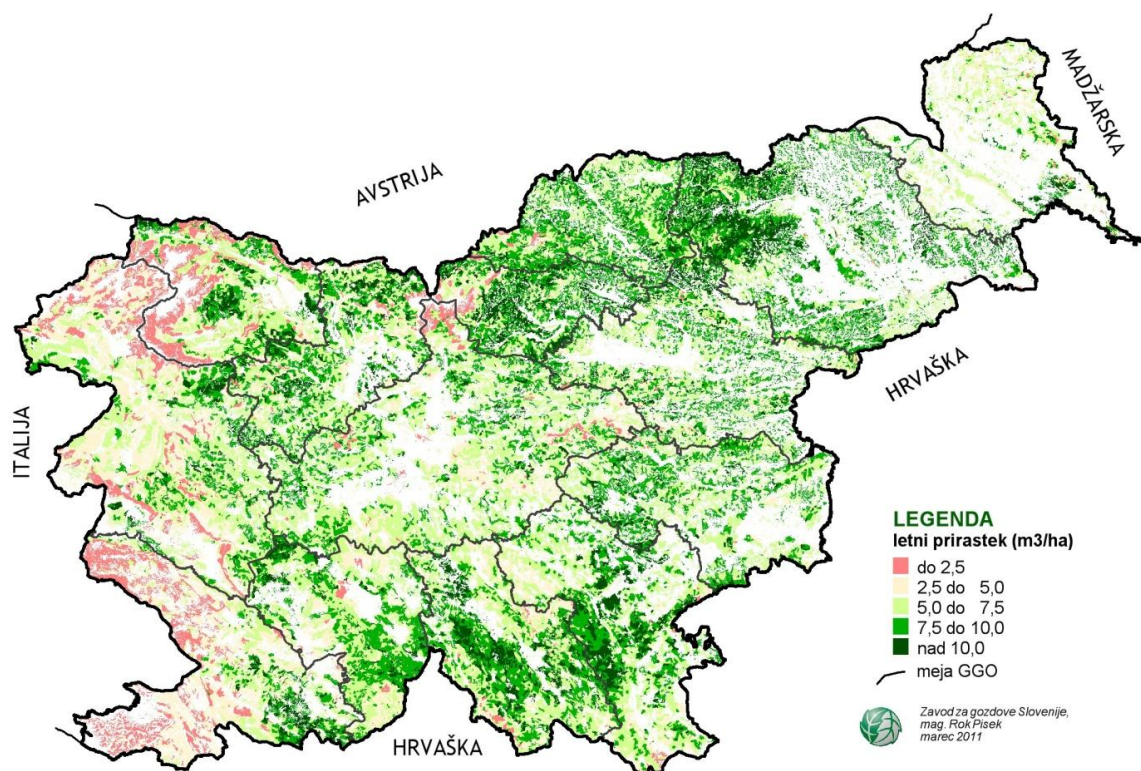 MADŽARSKA
AVSTRIJA
HRVAŠKA
ITALIJA
HRVAŠKA
LEGENDA
letni prirastek (m3/ha)
do 2,5
2,5 do 5,0
5,0 do 7,5
7,5 do 10,0
nad 10,0
meja GGO
Zavod za gozdove Slovenije,
mag. Rok Pisek
marec 2011